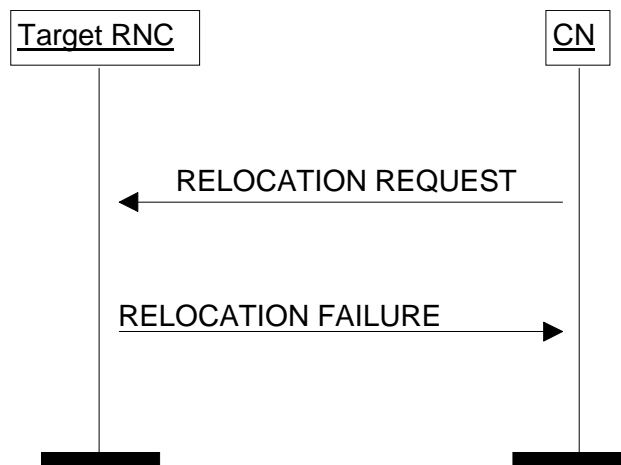 Target RNC
CN
RELOCATION REQUEST
RELOCATION FAILURE